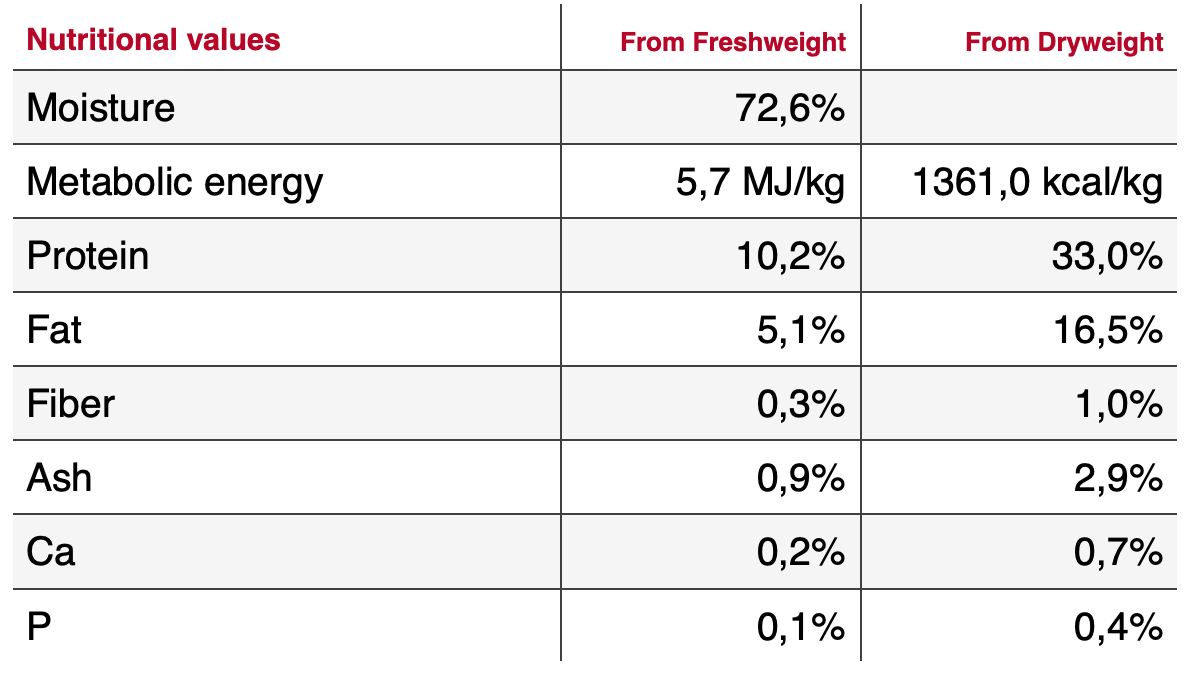 Nutritional values From Freshweight From Dryweight
Moisture 72,6%
Metabolic energy 5,7 MJ/kg 1361,0 kcal/kg
Protein 10,2% 33,0%
Fat 5,1% 16,5%
Fiber 0,3% 1,0%
Ash 0,9% 2,9%
Ca 0,2% 0,7%
P 0,1% 0,4%